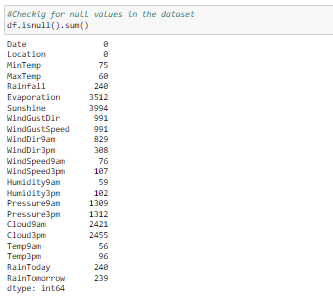 #Checkig for null values in the dataset
df.isnull().sum()
Date 0
Location 0
MinTemp 75
MaxTemp 60
Rainfall 240
Evaporation 3512
Sunshine 3994
WindGustDir 991
WindGustSpeed 991
WindDir9am 829
WindDir3pm 308
WindSpeed9am 76
WindSpeed3pm 107
Humidity9am 59
Humidity3pm 102
Pressure9am 1309
Pressure3pm 1312
Cloud9am 2421
Cloud3pm 2455
Temp9am 56
Temp3pm 96
RainToday 240
RainTomorrow 239
dtype: int64